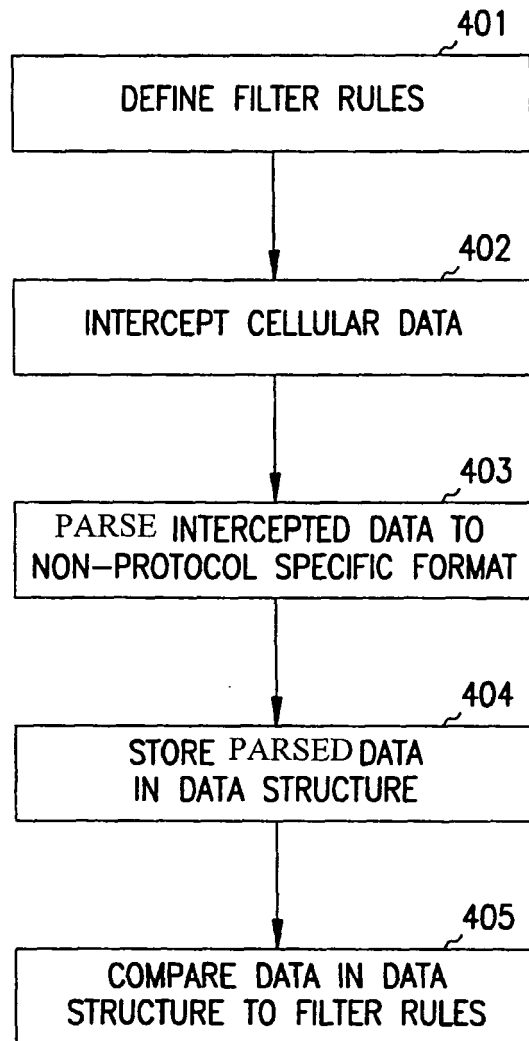 401
DEFINE FILTER RULES
402
INTERCEPT CELLULAR DATA
403
PARSE INTERCEPTED DATA TO
NON-PROTOCOL SPECIFIC FORMAT
404
STORE PARSED DATA
IN DATA STRUCTURE
405
COMPARE DATA IN DATA
STRUCTURE TO FILTER RULES